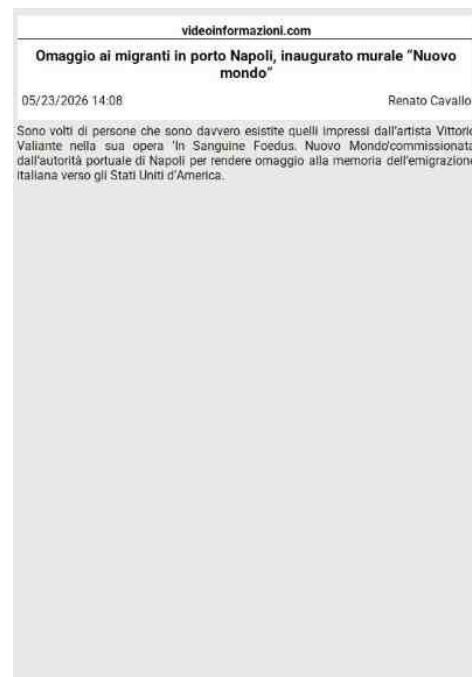 videoinformazioni.com
Omaggio ai migranti in porto Napoli, inaugurato murale “Nuovo
mondo”
05/23/2026 14:08
Renato Cavallo
Sono volti di persone che sono davvero esistite quelli impressi dall'artista Vittorio
Valiante nella sua opera 'In Sanguine Foedus. Nuovo Mondo'commissionata
dall'autorità portuale di Napoli per rendere omaggio alla memoria dell'emigrazione
italiana verso gli Stati Uniti d'America.